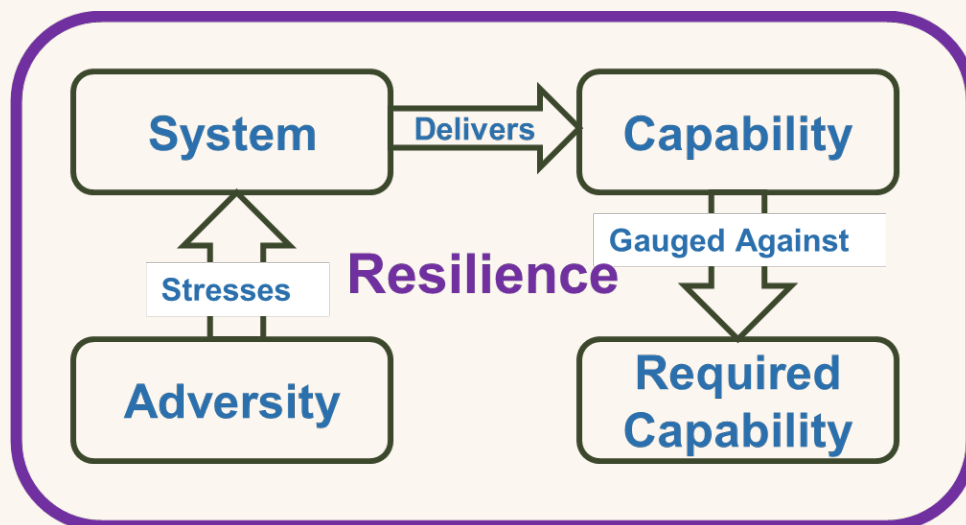 System
Delivers
Capability
Stresses
Resilience
Gauged Against
Adversity
Required
Capability